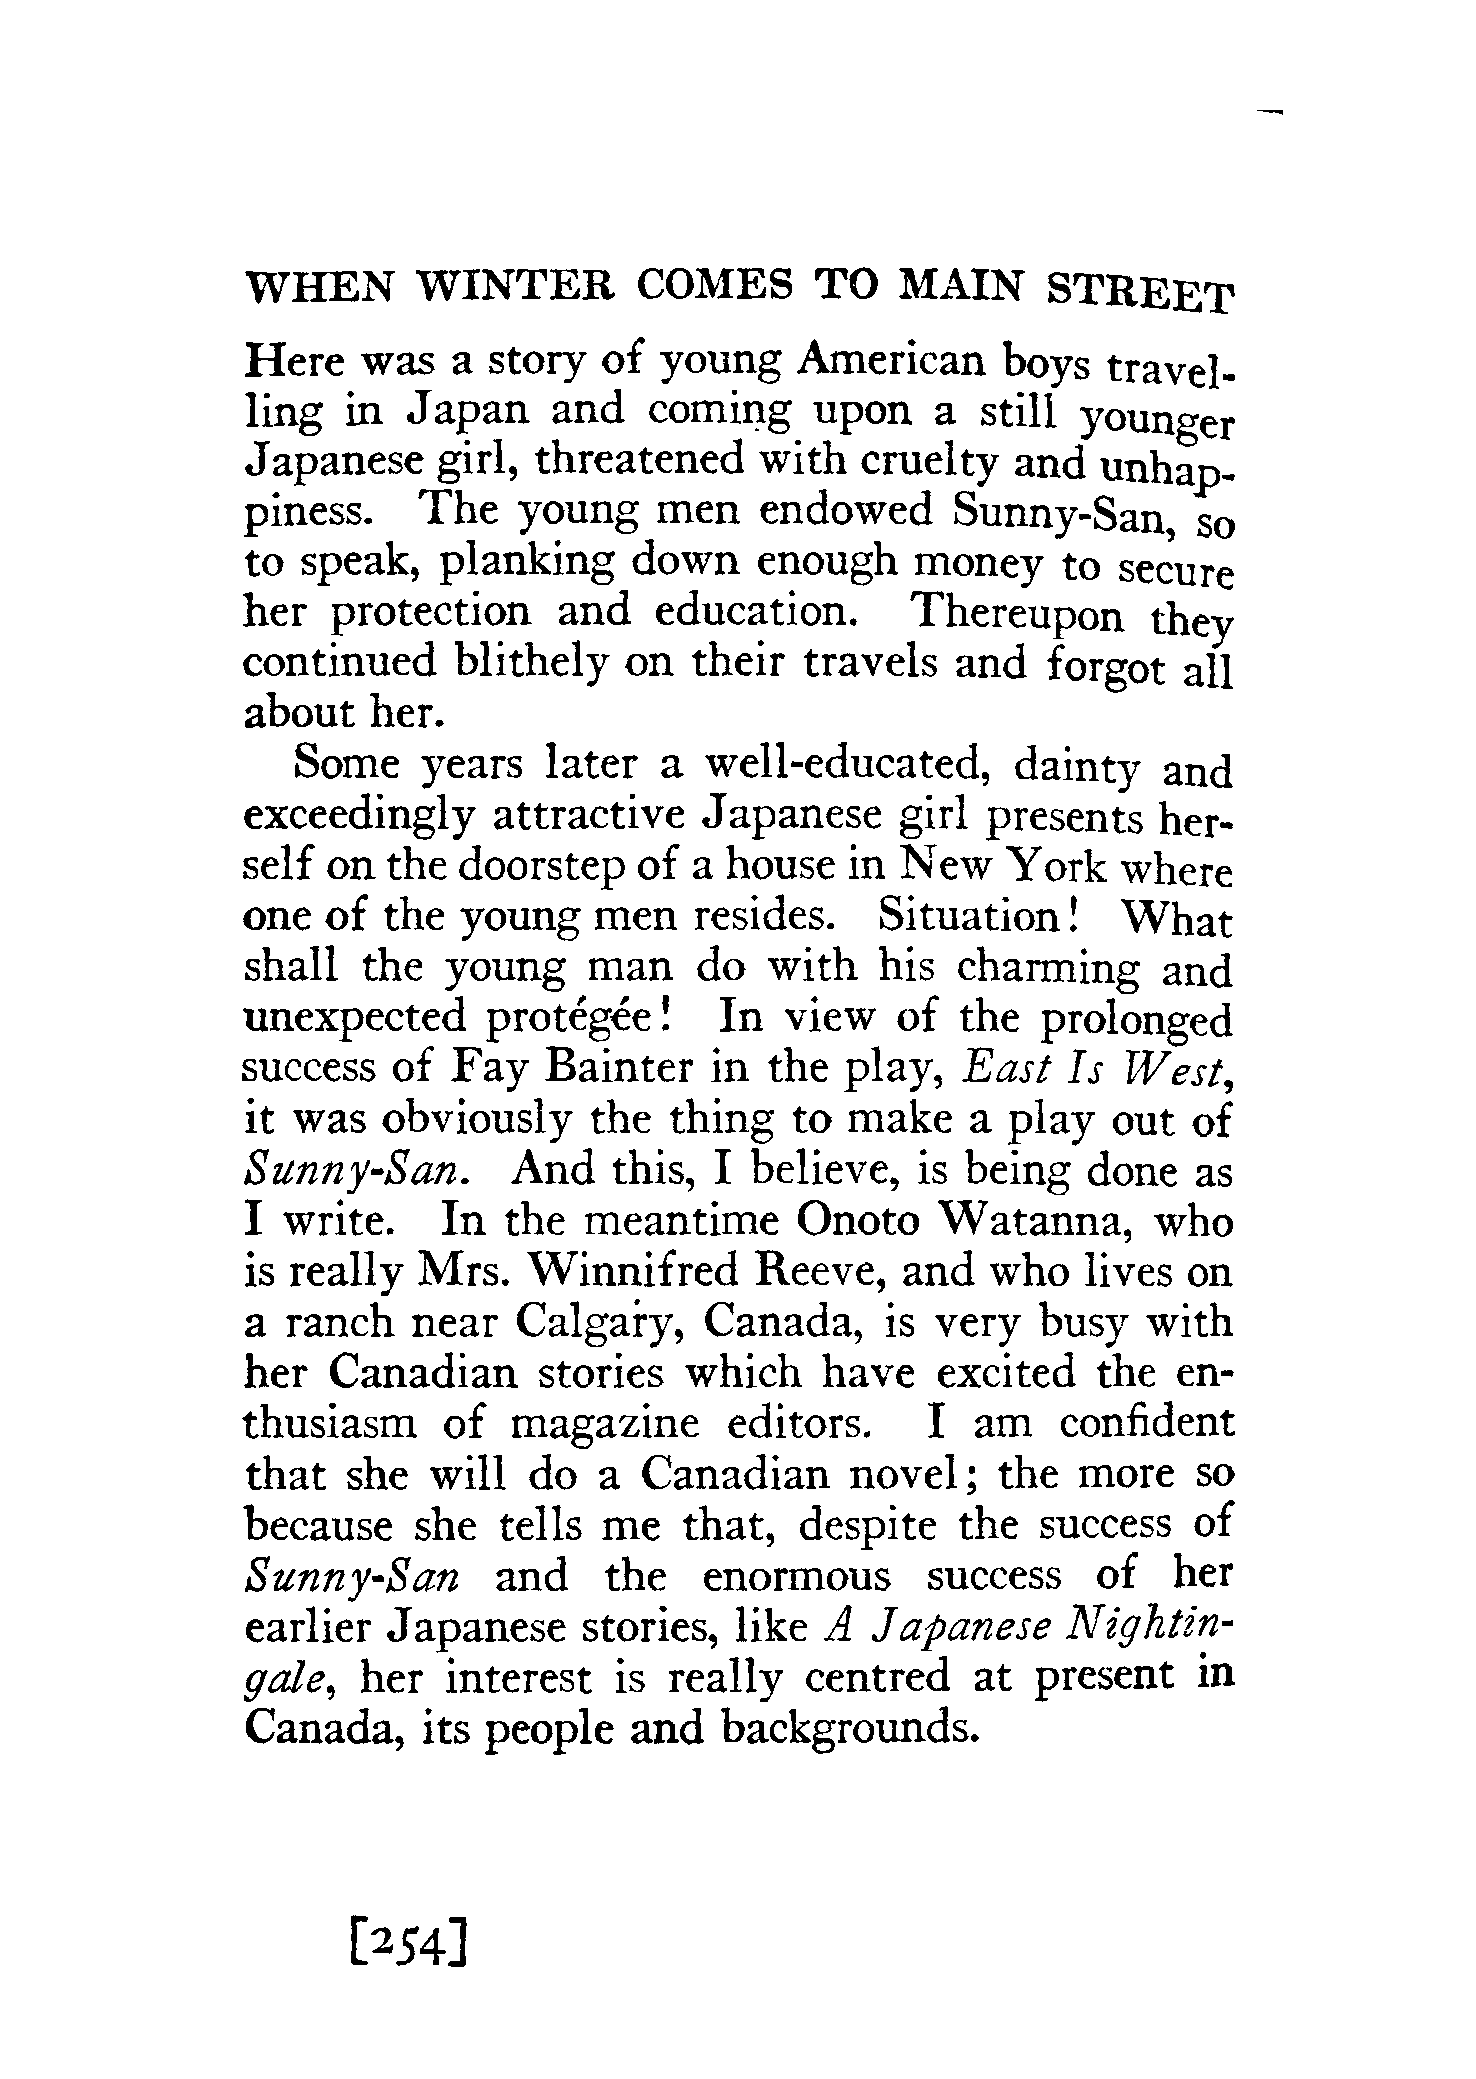 WHEN WINTER COMES TO MAIN STREET
Here was a story of young American boys travel-
ling in Japan and coming upon a still younger
Japanese girl, threatened with cruelty and unhap-
piness. The young men endowed Sunny-San, so
to speak, planking down enough money to secure
her protection and education. Thereupon they
continued blithely on their travels and forgot all
about her.
Some years later a well-educated, dainty and
exceedingly attractive Japanese girl presents her-
self on the doorstep of a house in New York where
one of the young men resides. Situation! What
shall the young man do with his charming and
unexpected protégée! In view of the prolonged
success of Fay Bainter in the play, East Is West,
it was obviously the thing to make a play out of
Sunny-San. And this, I believe, is being done as
I write. In the meantime Onoto Watanna, who
is really Mrs. Winnifred Reeve, and who lives on
a ranch near Calgary, Canada, is very busy with
her Canadian stories which have excited the en-
thusiasm of magazine editors. I am confident
that she will do a Canadian novel; the more so
because she tells me that, despite the success of
Sunny-San and the enormous success of her
earlier Japanese stories, like A Japanese Nightin-
gale, her interest is really centred at present in
Canada, its people and backgrounds.
[254]